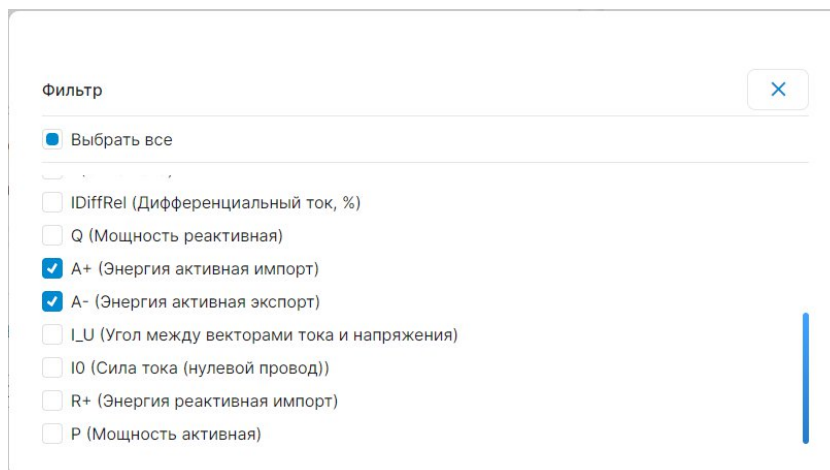 Фильтр
Выбрать все
IDiffRel (Дифференциальный ток, %)
Q (Мощность реактивная)
A+ (Энергия активная импорт)
A- (Энергия активная экспорт)
I_U (Угол между векторами тока и напряжения)
I0 (Сила тока (нулевой провод))
R+ (Энергия реактивная импорт)
P (Мощность активная)